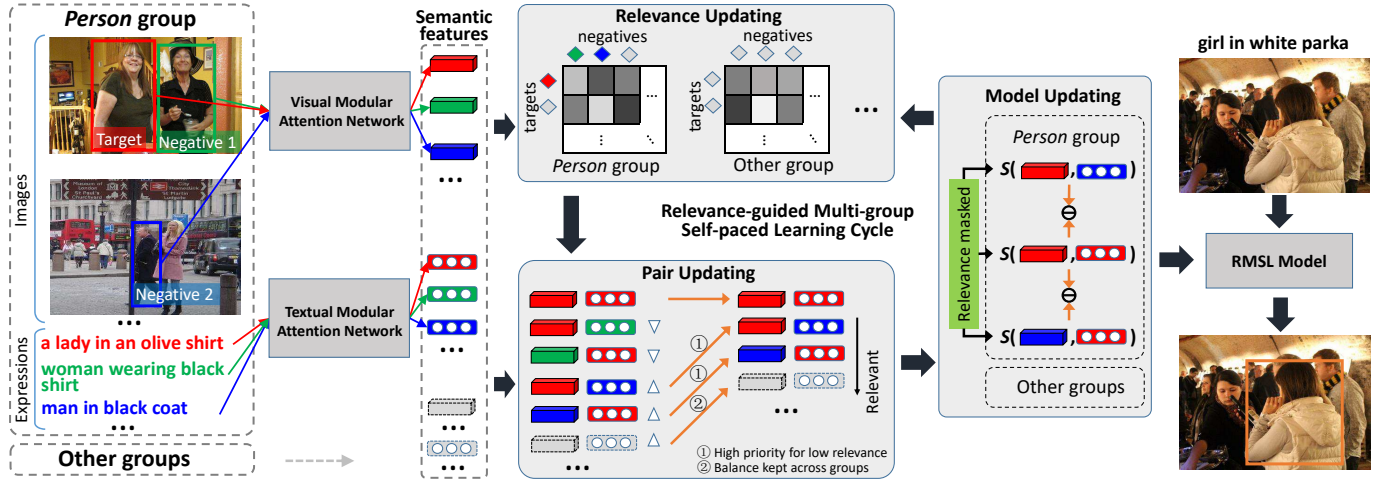 Person group
Images
Target
Negative 1
Negative 2
...
Expressions
a lady in an olive shirt
woman wearing black
shirt
man in black coat
...
Other groups
Visual Modular
Attention Network
Textual Modular
Attention Network
Semantic
features
...
...
...
...
Relevance Updating
negatives
targets
...
Person group
negatives
targets
...
Other group
...
Relevance-guided Multi-group
Self-paced Learning Cycle
Pair Updating
①
①
②
Relevant
...
...
① High priority for low relevance
② Balance kept across groups
Model Updating
Person group
Relevance masked
S( , )
S( , )
S( , )
Other groups
girl in white parka
RMSL Model